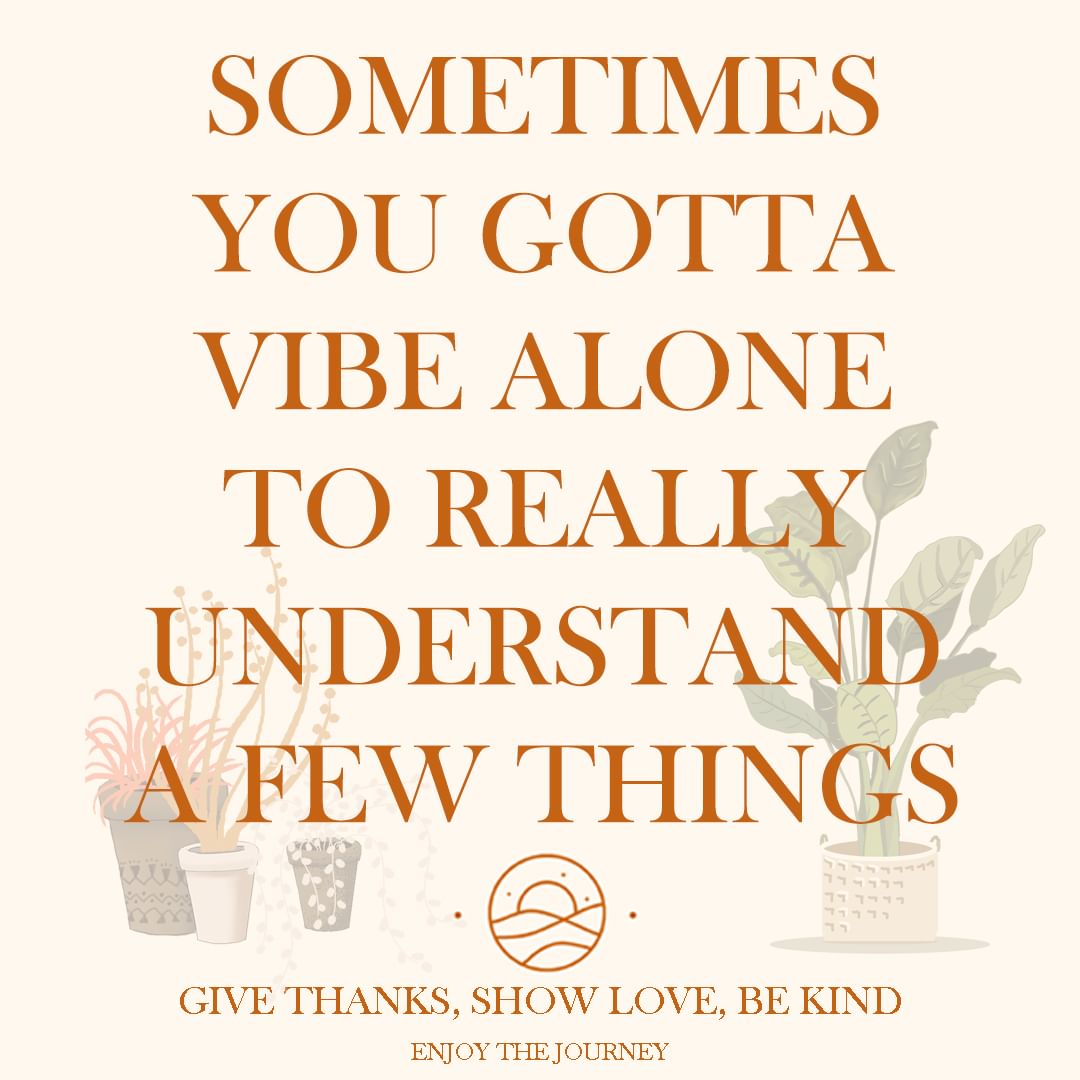 SOMETIMES
YOU GOTTA
VIBE ALONE
TO REALLY
UNDERSTAND
A FEW THINGS
GIVE THANKS, SHOW LOVE, BE KIND
ENJOY THE JOURNEY